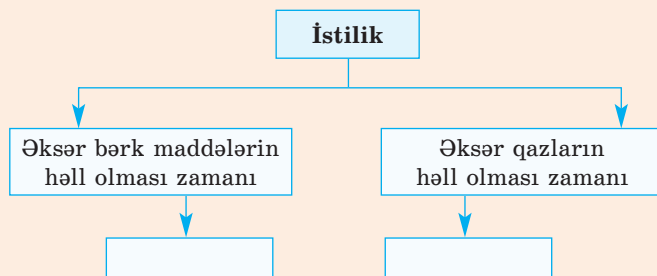 İstilik
Əksər bərk maddələrin
həll olması zamanı
Əksər qazların
həll olması zamanı